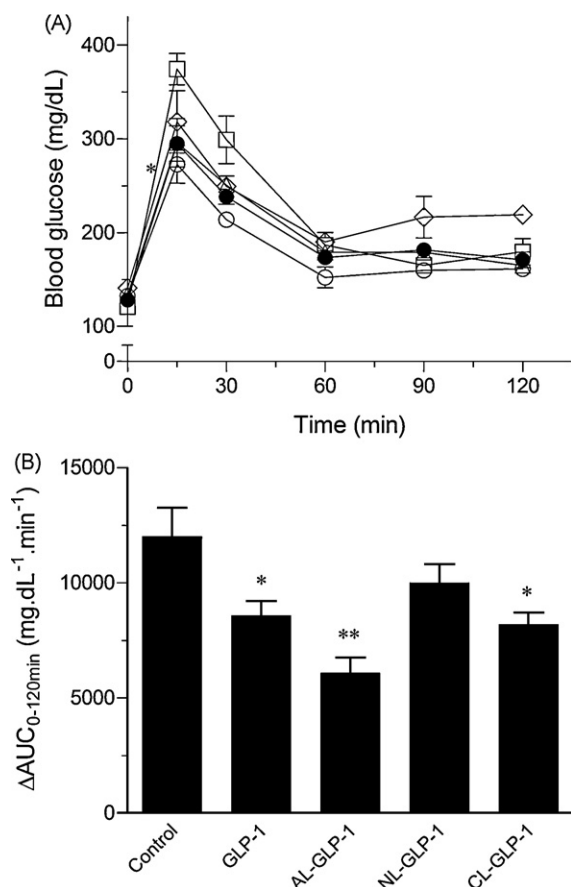 (A)
Blood glucose (mg/dL)
400
300
200
100
0
*
0
30
60
90
120
Time (min)
(B)
ΔAUC0-120min (mg.dL-1.min-1)
15000
10000
5000
0
*
**
*
Control
GLP-1
AL-GLP-1
NL-GLP-1
CL-GLP-1